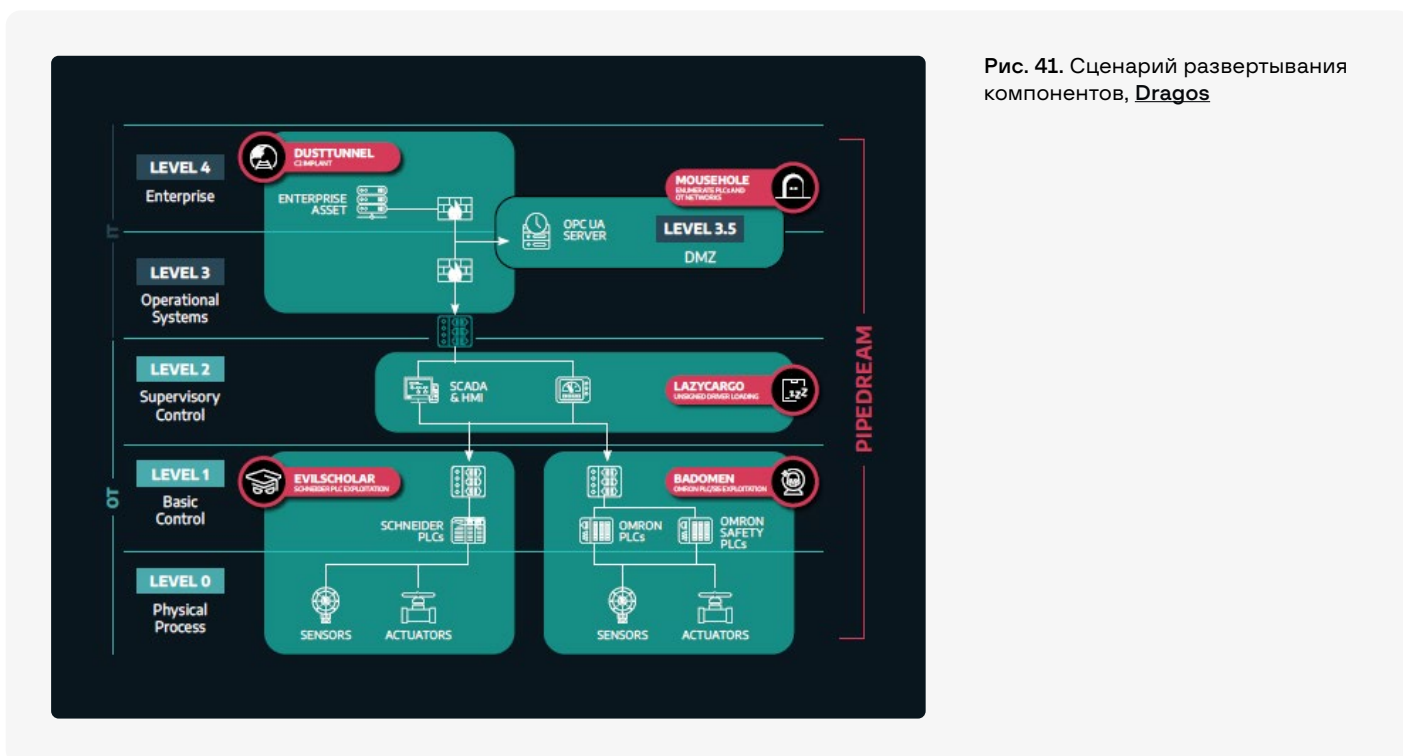 Рис. 41. Сценарий развертывания
компонентов, Dragos
IT
OT
LEVEL 4
Enterprise
DUSTTUNNEL
C2 IMPLANT
ENTERPRISE
ASSET
MOUSEHOLE
ENUMERATE PLCs AND
OT NETWORKS
OPC UA
SERVER
LEVEL 3.5
DMZ
LEVEL 3
Operational
Systems
LEVEL 2
Supervisory
Control
SCADA
& HMI
LAZYCARGO
UNSIGNED DRIVER LOADING
zzZ
LEVEL 1
Basic
Control
EVILSCHOLAR
SCHNEIDER PLC EXPLOITATION
SCHNEIDER
PLCs
BADOMEN
OMRON PLC/SIS EXPLOITATION
OMRON
PLCs
OMRON
SAFETY
PLCs
LEVEL 0
Physical
Process
SENSORS
ACTUATORS
SENSORS
ACTUATORS
PIPEDREAM